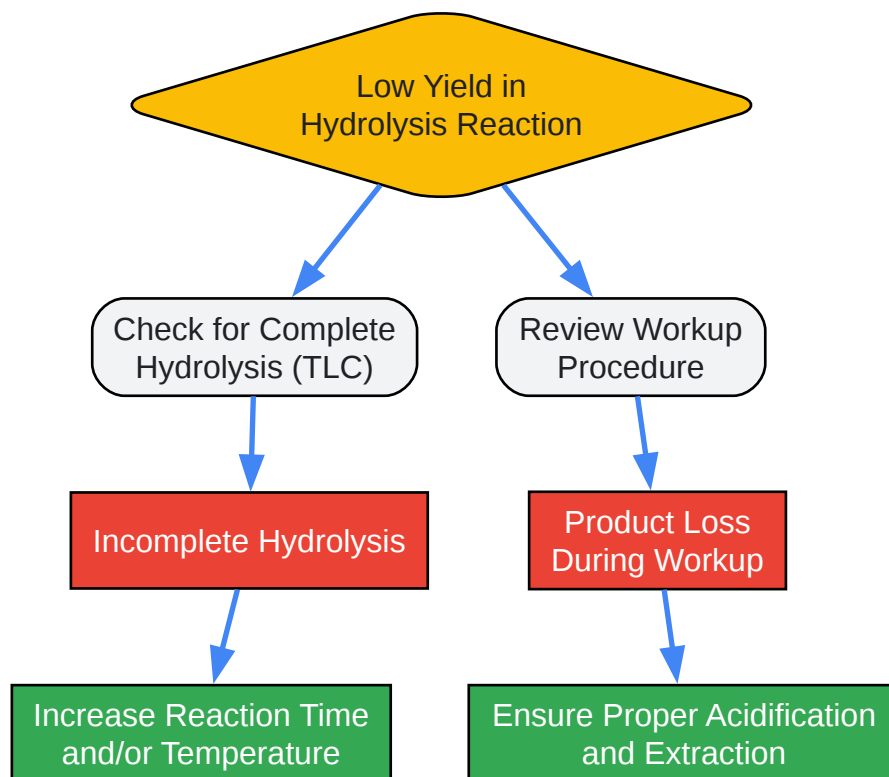 Low Yield in
Hydrolysis Reaction
Check for Complete
Hydrolysis (TLC)
Review Workup
Procedure
Incomplete Hydrolysis
Product Loss
During Workup
Increase Reaction Time
and/or Temperature
Ensure Proper Acidification
and Extraction